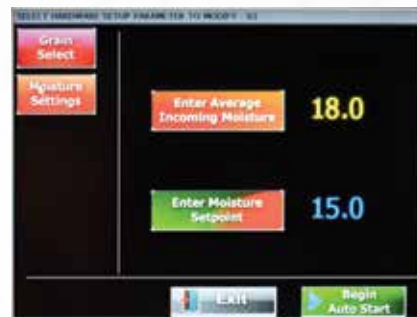 SELECT HARDWARE SETUP PARAMETER TO MODIFY -
Grain
Select
Moisture
Settings
Enter Average
Incoming Moisture
18.0
Enter Moisture
Setpoint
15.0
Exit
Begin
Auto Start